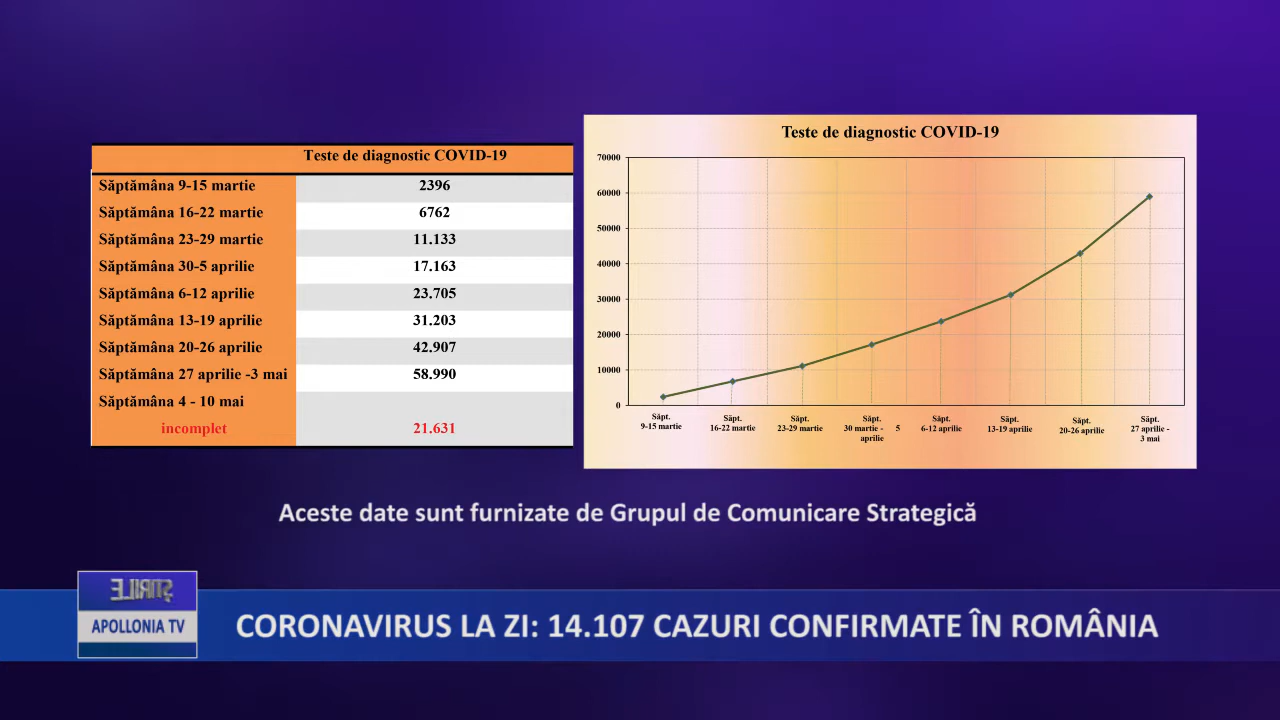 Teste de diagnostic COVID-19
Săptămâna 9-15 martie 2396
Săptămâna 16-22 martie 6762
Săptămâna 23-29 martie 11.133
Săptămâna 30-5 aprilie 17.163
Săptămâna 6-12 aprilie 23.705
Săptămâna 13-19 aprilie 31.203
Săptămâna 20-26 aprilie 42.907
Săptămâna 27 aprilie -3 mai 58.990
Săptămâna 4 - 10 mai
incomplet 21.631
Teste de diagnostic COVID-19
70000
60000
50000
40000
30000
20000
10000
0
Săpt.
9-15 martie
Săpt.
16-22 martie
Săpt.
23-29 martie
Săpt.
30 martie - 5
aprilie
Săpt.
6-12 aprilie
Săpt.
13-19 aprilie
Săpt.
20-26 aprilie
Săpt.
27 aprilie -
3 mai
Aceste date sunt furnizate de Grupul de Comunicare Strategică
ȘTIRILE
APOLLONIA TV
CORONAVIRUS LA ZI: 14.107 CAZURI CONFIRMATE ÎN ROMÂNIA